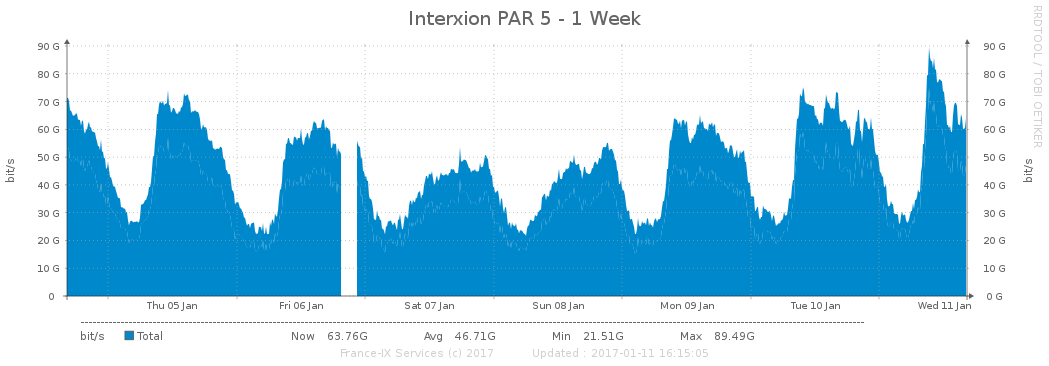 Interxion PAR 5 - 1 Week
RRDTOOL / TOBI OETIKER
90 G 90 G
80 G 80 G
70 G 70 G
60 G 60 G
50 G 50 G
40 G 40 G
30 G 30 G
20 G 20 G
10 G 10 G
0 0 G
bit/s bit/s
Thu 05 Jan Fri 06 Jan Sat 07 Jan Sun 08 Jan Mon 09 Jan Tue 10 Jan Wed 11 Jan
bit/s Total Now 63.76G Avg 46.71G Min 21.51G Max 89.49G
France-IX Services (c) 2017 Updated : 2017-01-11 16:15:05